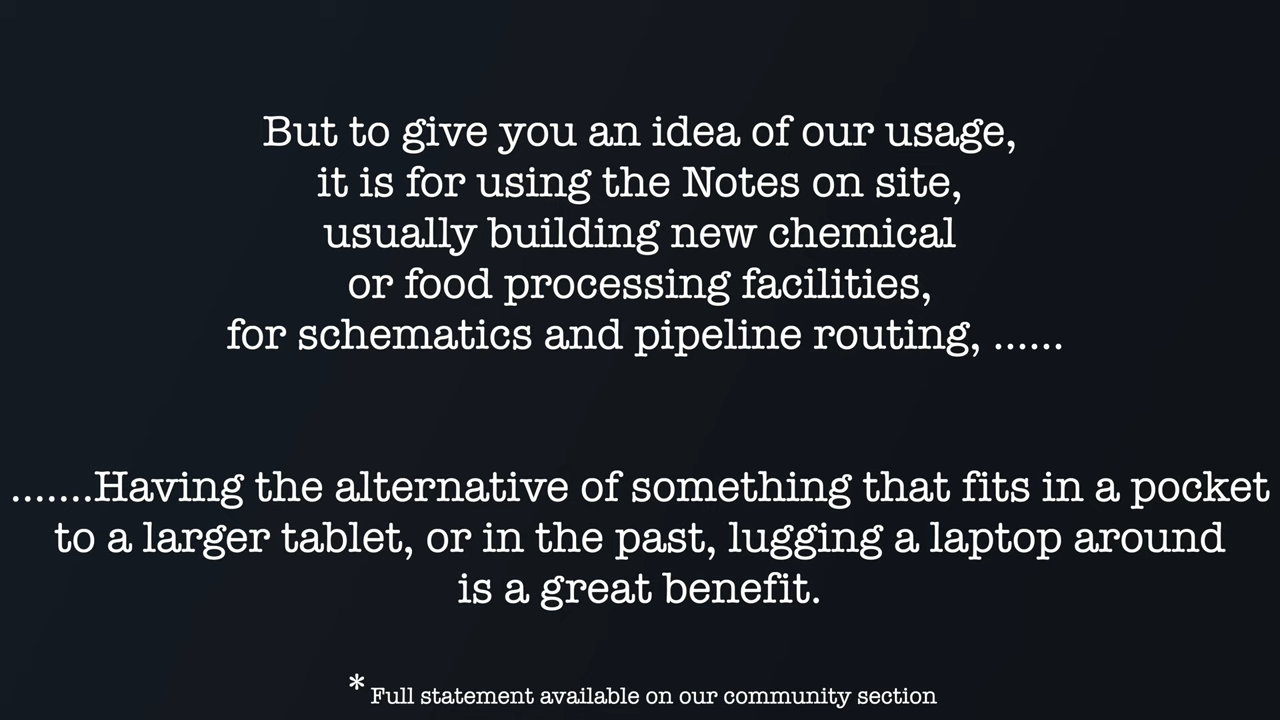 But to give you an idea of our usage,
it is for using the Notes on site,
usually building new chemical
or food processing facilities,
for schematics and pipeline routing, ......
.......Having the alternative of something that fits in a pocket
to a larger tablet, or in the past, lugging a laptop around
is a great benefit.
* Full statement available on our community section